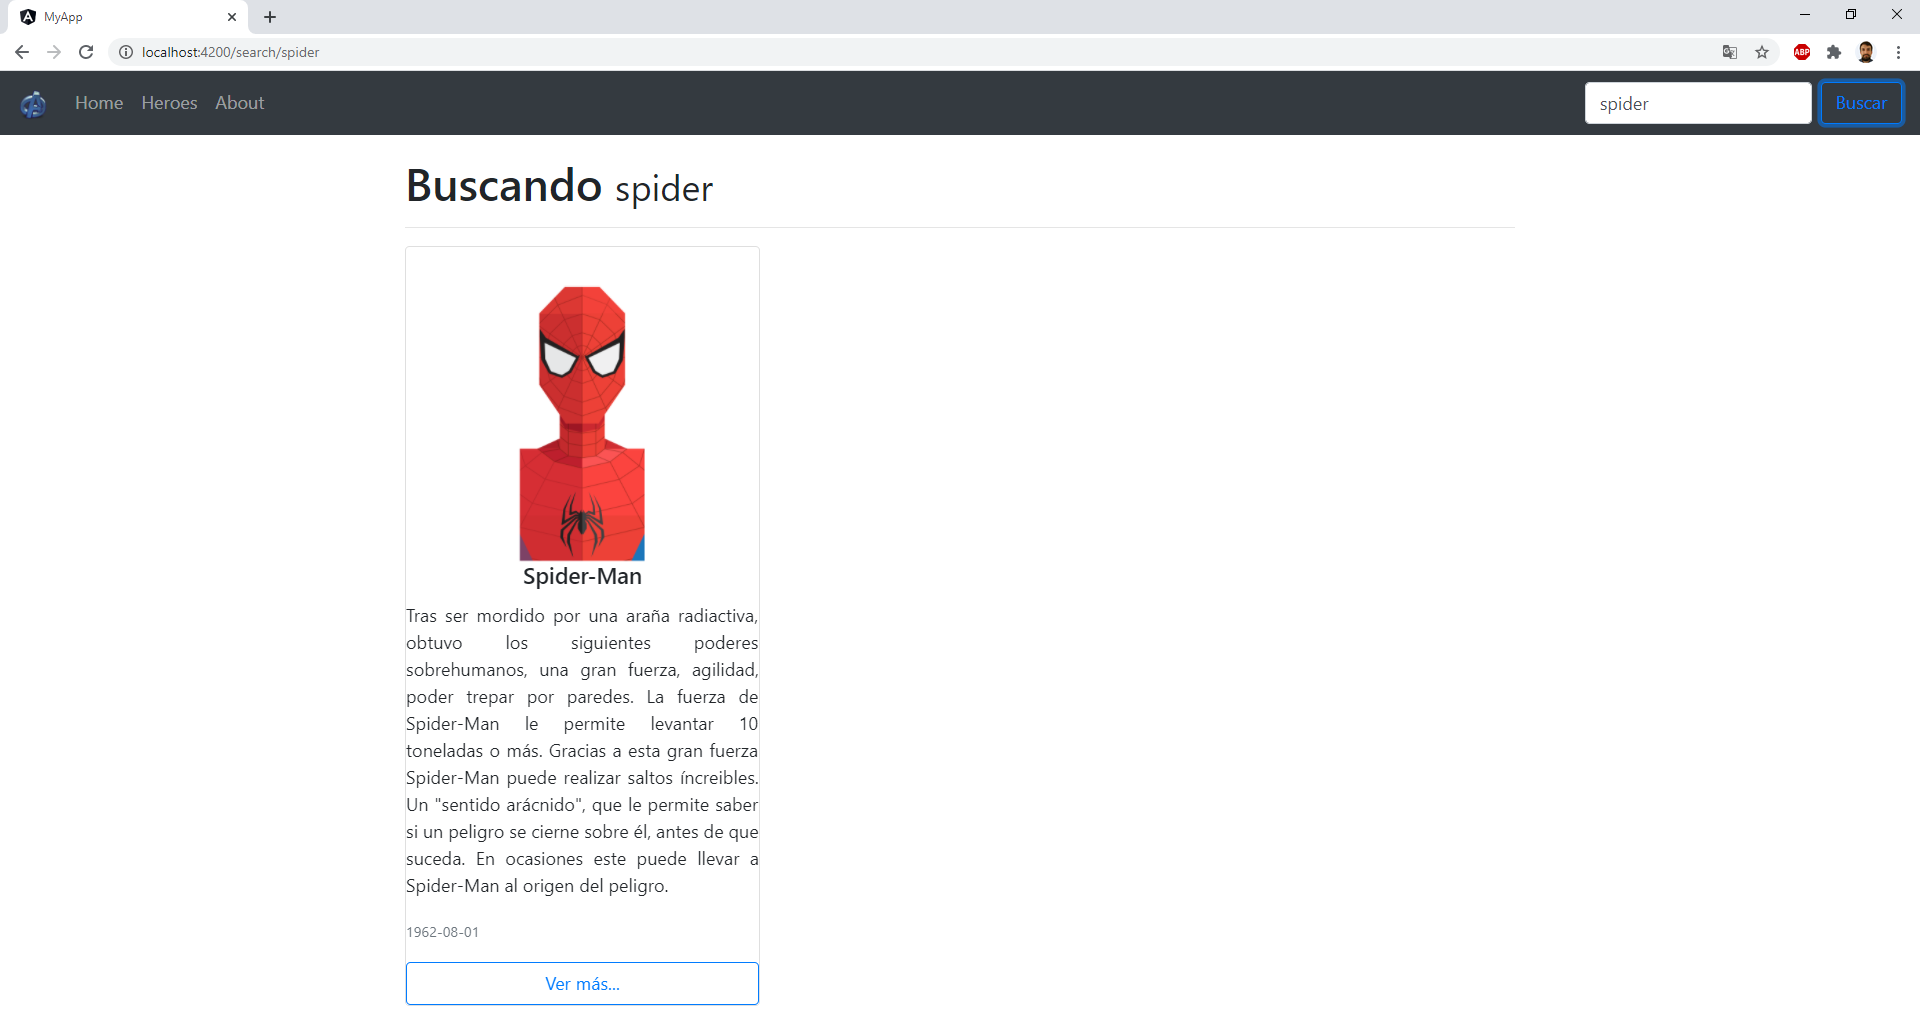 MyApp
localhost:4200/search/spider
ABP
Home Heroes About
spider Buscar
Buscando spider
Spider-Man
Tras ser mordido por una araña radiactiva,
obtuvo los siguientes poderes
sobrehumanos, una gran fuerza, agilidad,
poder trepar por paredes. La fuerza de
Spider-Man le permite levantar 10
toneladas o más. Gracias a esta gran fuerza
Spider-Man puede realizar saltos íncreibles.
Un "sentido arácnido", que le permite saber
si un peligro se cierne sobre él, antes de que
suceda. En ocasiones este puede llevar a
Spider-Man al origen del peligro.
1962-08-01
Ver más...